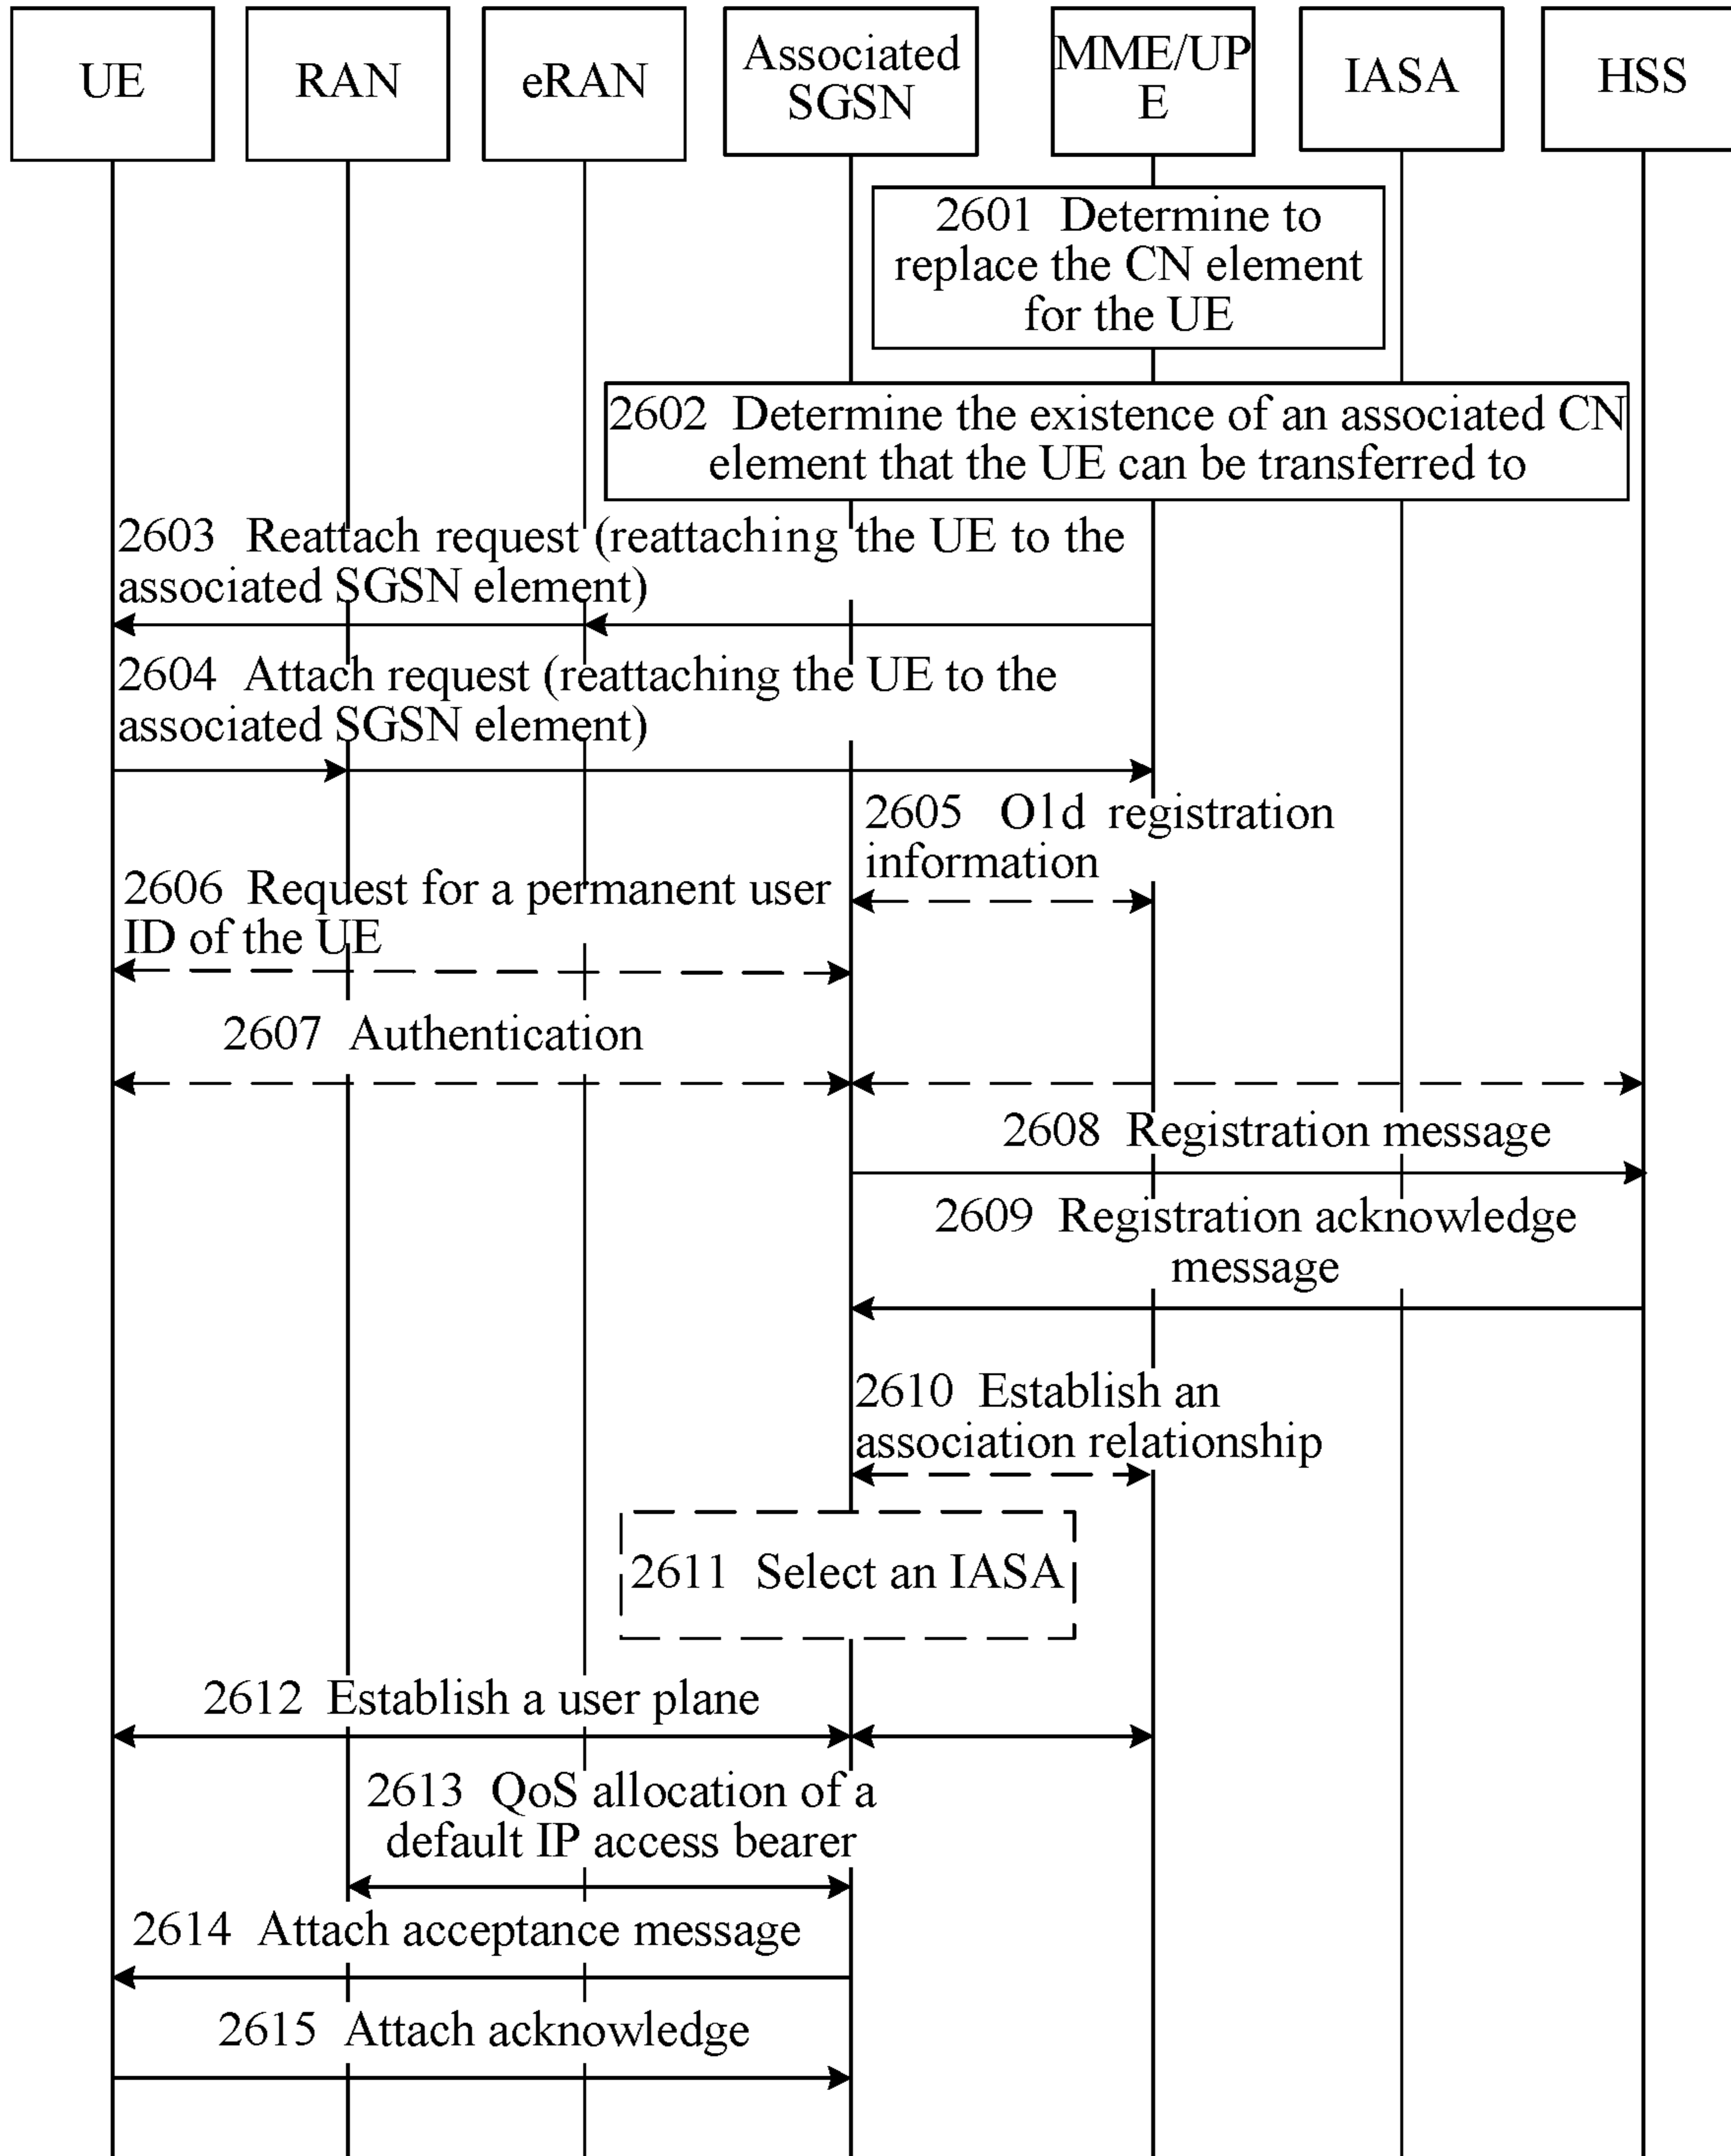 UE
RAN
eRAN
Associated
SGSN
MME/UP
E
IASA
HSS
2601 Determine to
replace the CN element
for the UE
2602 Determine the existence of an associated CN
element that the UE can be transferred to
2603 Reattach request (reattaching the UE to the
associated SGSN element)
2604 Attach request (reattaching the UE to the
associated SGSN element)
2605 Old registration
information
2606 Request for a permanent user
ID of the UE
2607 Authentication
2608 Registration message
2609 Registration acknowledge
message
2610 Establish an
association relationship
2611 Select an IASA
2612 Establish a user plane
2613 QoS allocation of a
default IP access bearer
2614 Attach acceptance message
2615 Attach acknowledge